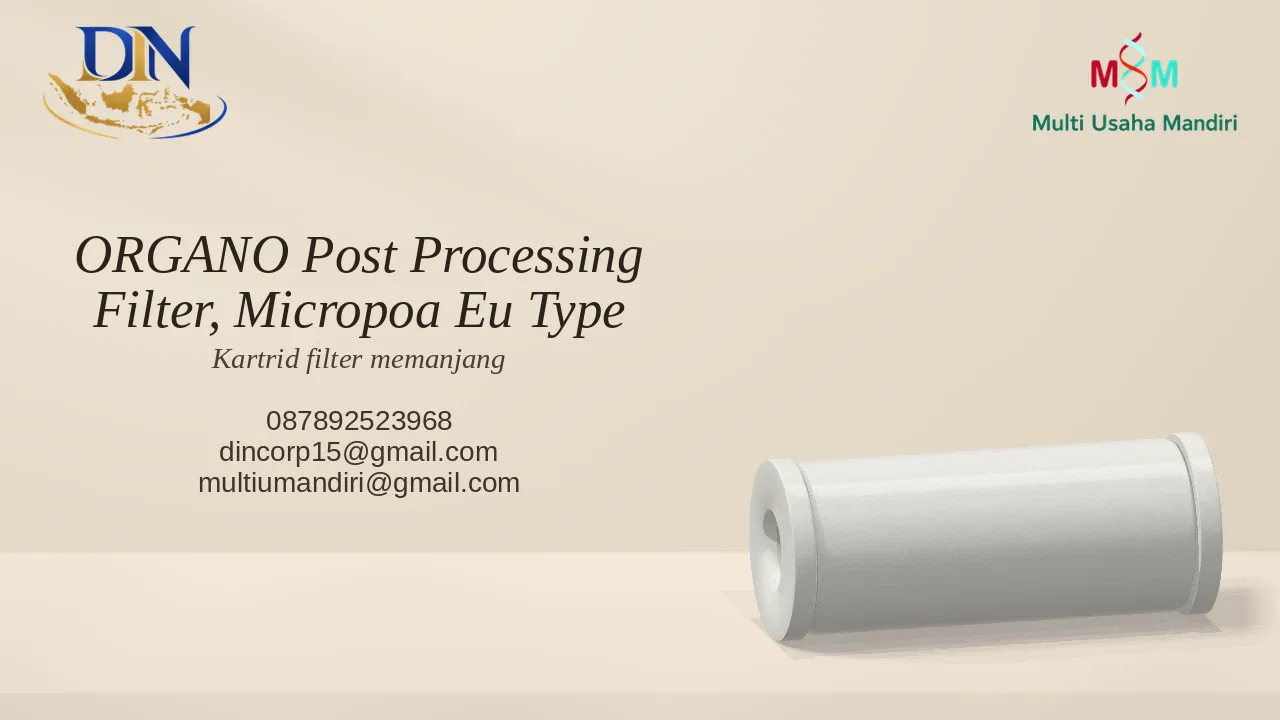 DIN
MSM
Multi Usaha Mandiri
ORGANO Post Processing
Filter, Micropoa Eu Type
Kartrid filter memanjang
087892523968
dincorp15@gmail.com
multiumandiri@gmail.com